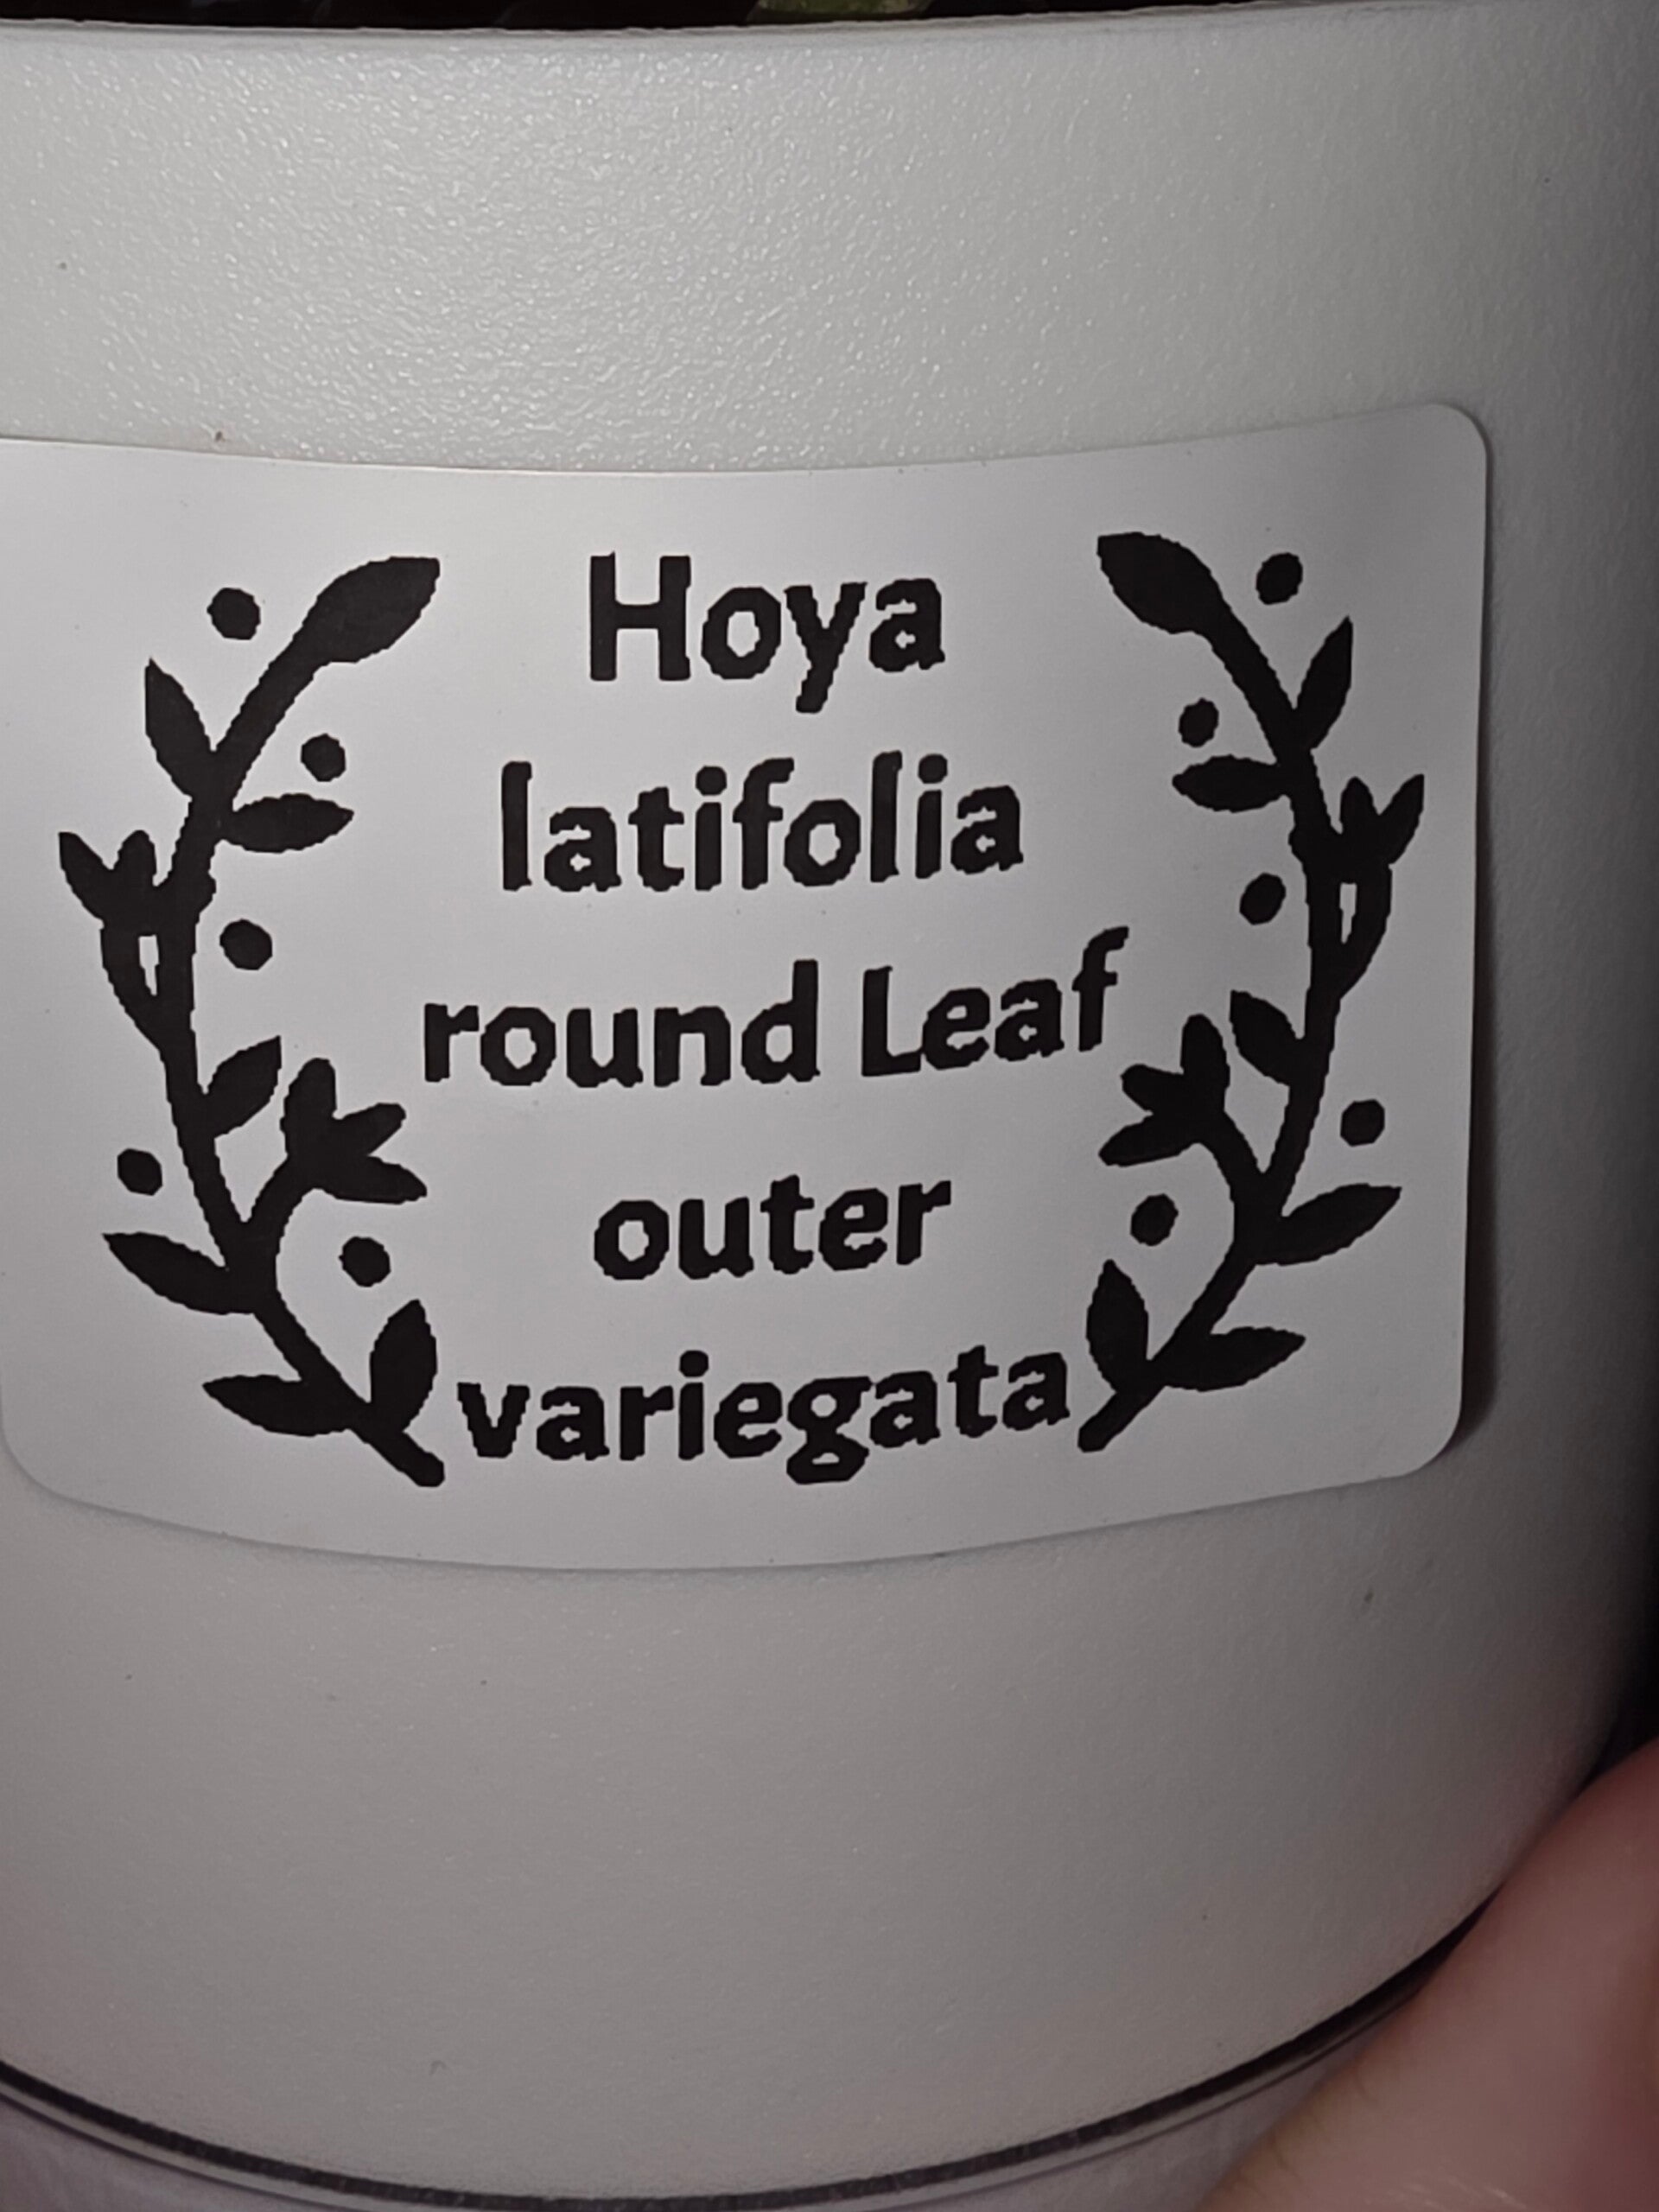 Hoya
latifolia
round Leaf
outer
variegata